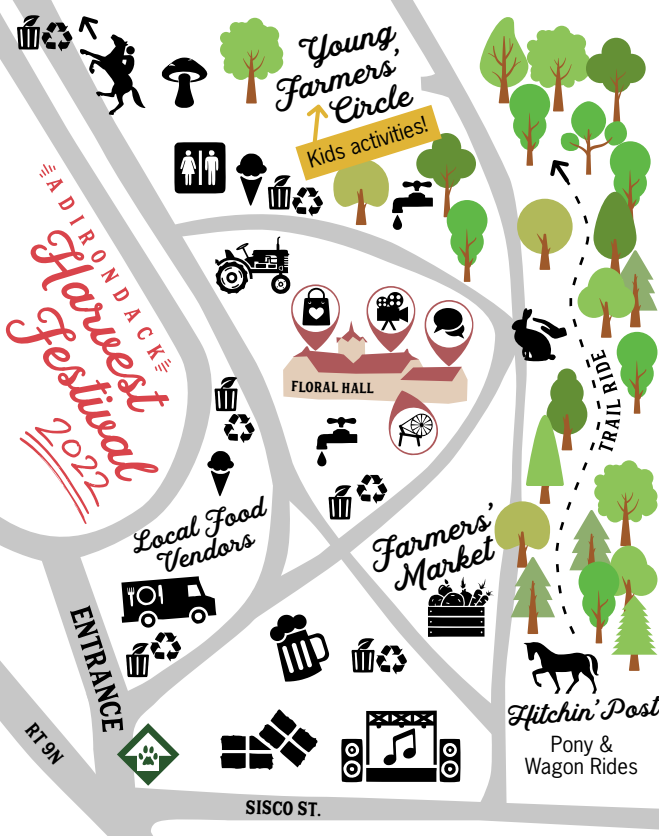 Young
Farmers'
Circle
Kids activities!
ADIRONDACK
Harvest
Festival
2022
FLORAL HALL
TRAIL RIDE
Local Food
Vendors
Farmers'
Market
ENTRANCE
RT 9N
Hitchin' Post
Pony &
Wagon Rides
SISCO ST.